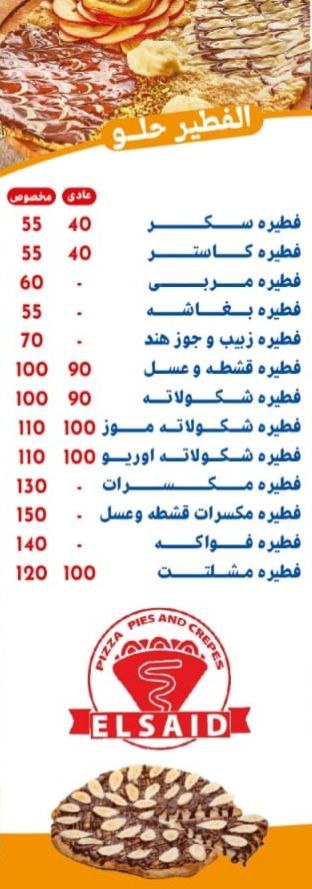 الفطير حلو
عادى مخصوص
فطيره سكر 40 55
فطيره كاستر 40 55
فطيره مربى - 60
فطيره بغاشه - 55
فطيره زبيب و جوز هند - 70
فطيره قشطه وعسل 90 100
فطيره شكولاته 90 100
فطيره شكولاته موز 100 110
فطيره شكولاته اوريو 100 110
فطيره مكسرات - 130
فطيره مكسرات قشطه وعسل - 150
فطيره فواكه - 140
فطيره مشلتت 100 120
PIZZA PIES AND CREPES
ELSAID